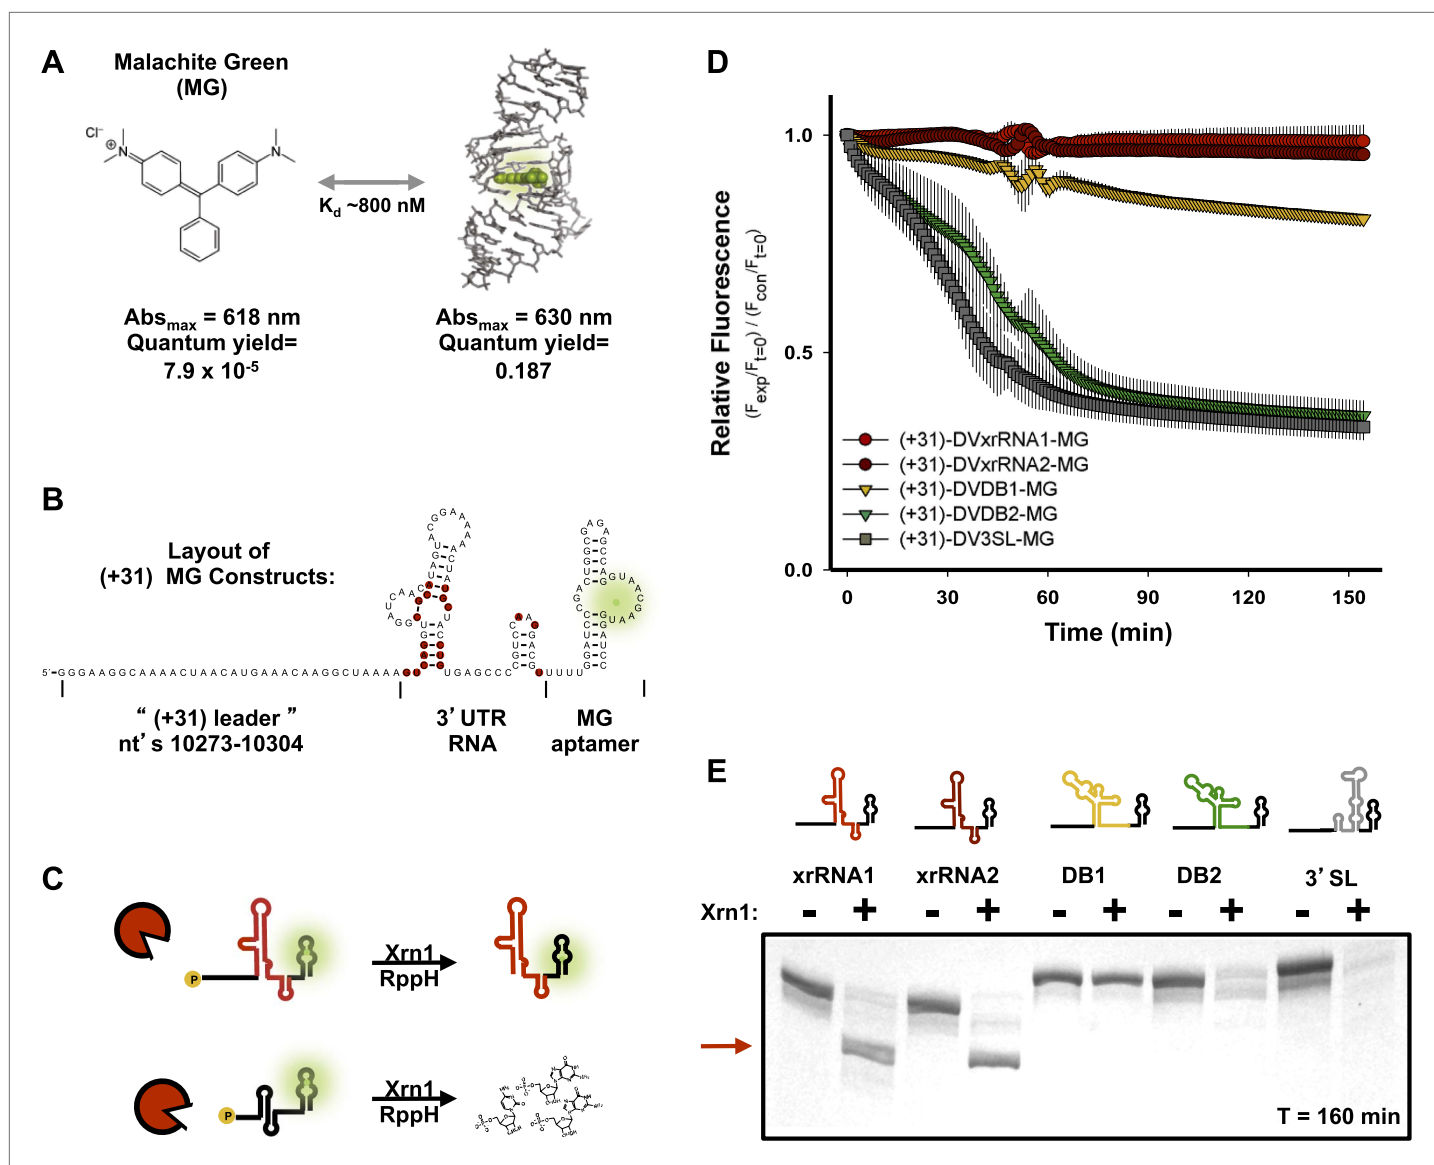 A
Malachite Green
(MG)
Cl⁻
N
⊕
N
Kd ~800 nM
Absmax = 618 nm
Quantum yield=
7.9 x 10-5
Absmax = 630 nm
Quantum yield=
0.187
B
Layout of
(+31) MG Constructs:
5′-GGGAAGGCAAAACUAACAUGAAACAAGGCUAAAA
UGAGCCC
UUUU
“ (+31) leader ”
nt’ s 10273-10304
3’ UTR
RNA
MG
aptamer
C
P
Xrn1
RppH
P
Xrn1
RppH
D
Relative Fluorescence
(Fexp/Ft=0) / (Fcon/Ft=0)
1.0
0.5
0.0
(+31)-DVxrRNA1-MG
(+31)-DVxrRNA2-MG
(+31)-DVDB1-MG
(+31)-DVDB2-MG
(+31)-DV3SL-MG
0 30 60 90 120 150
Time (min)
E
xrRNA1 xrRNA2 DB1 DB2 3’ SL
Xrn1: - + - + - + - + - +
T = 160 min